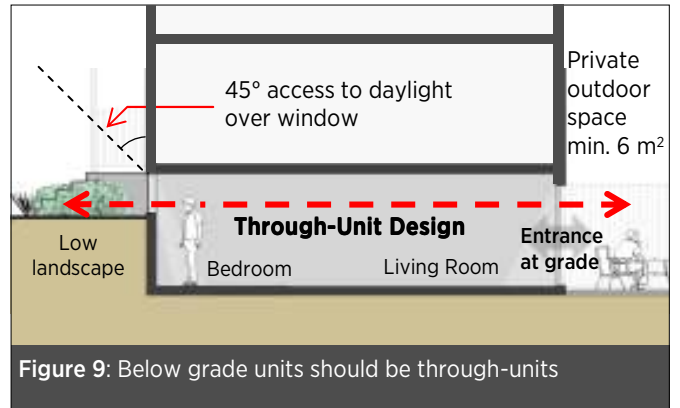 45° access to daylight
over window
Private
outdoor
space
min. 6 m²
Through-Unit Design
Low
landscape
Bedroom
Living Room
Entrance
at grade
Figure 9: Below grade units should be through-units